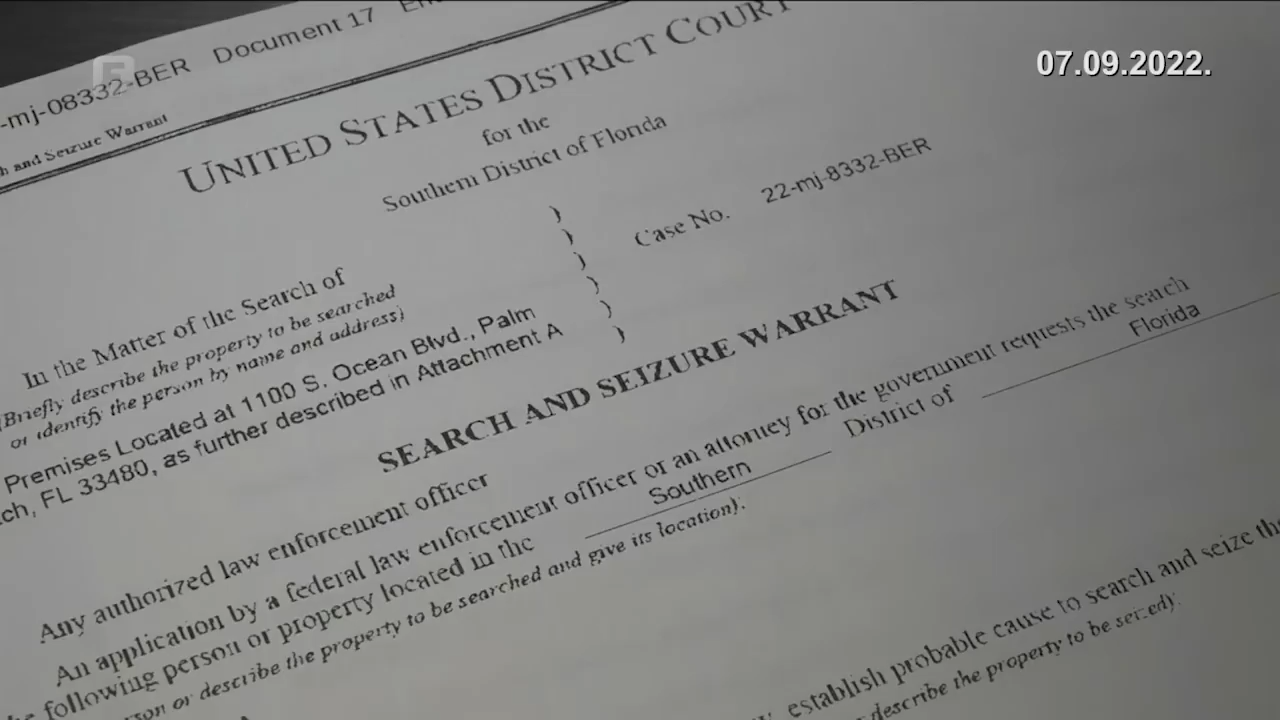 -mj-08332-BER Document 17
07.09.2022.
h and Seizure Warrant
UNITED STATES DISTRICT COURT
for the
Southern District of Florida
In the Matter of the Search of
(Briefly describe the property to be searched
or identify the person by name and address)
Premises Located at 1100 S. Ocean Blvd., Palm
ch, FL 33480, as further described in Attachment A
)
)
)
)
)
)
Case No. 22-mj-8332-BER
SEARCH AND SEIZURE WARRANT
Any authorized law enforcement officer
An application by a federal law enforcement officer or an attorney for the government requests the search
following person or property located in the Southern District of Florida
or describe the property to be searched and give its location):
establish probable cause to search and seize the
describe the property to be seized)